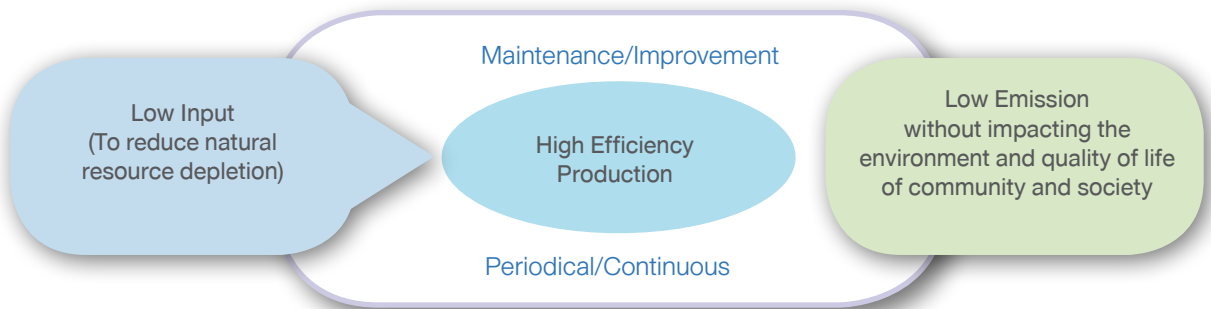 Maintenance/Improvement
Low Input
(To reduce natural
resource depletion)
High Efficiency
Production
Low Emission
without impacting the
environment and quality of life
of community and society
Periodical/Continuous